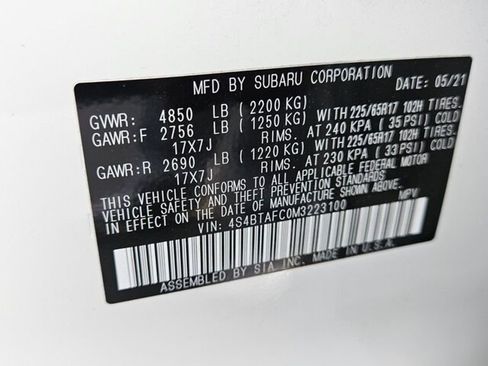 MFD BY SUBARU CORPORATION DATE: 05/21
GVWR: 4850 LB (2200 KG)
GAWR:F 2756 LB (1250 KG) WITH 225/65R17 102H TIRES.
17X7J RIMS. AT 240 KPA (35 PSI) COLD
GAWR:R 2690 LB (1220 KG) WITH 225/65R17 102H TIRES.
17X7J RIMS. AT 230 KPA (33 PSI) COLD
THIS VEHICLE CONFORMS TO ALL APPLICABLE FEDERAL MOTOR
VEHICLE SAFETY AND THEFT PREVENTION STANDARDS
IN EFFECT ON THE DATE OF MANUFACTURE SHOWN ABOVE.
VIN: 4S4BTAFC0M3223100 MPV
ASSEMBLED BY SIA INC. MADE IN U.S.A.